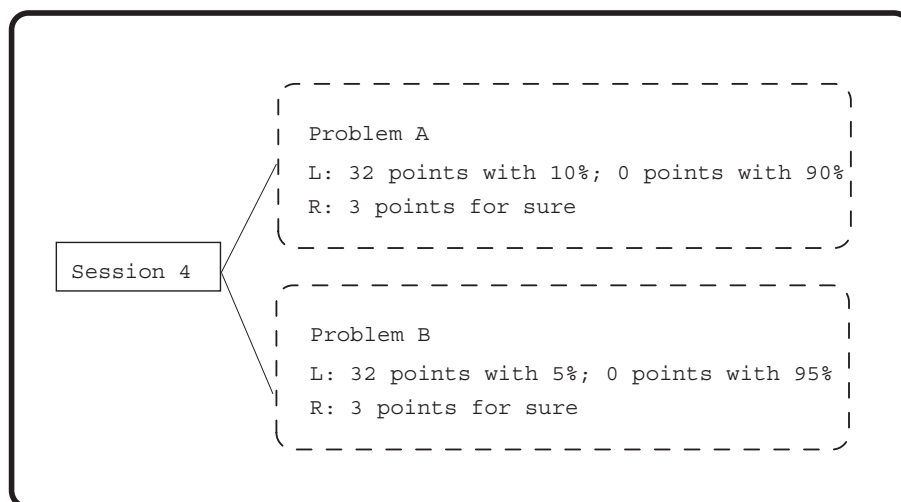 Problem A
L: 32 points with 10%; 0 points with 90%
R: 3 points for sure
Session 4
Problem B
L: 32 points with 5%; 0 points with 95%
R: 3 points for sure